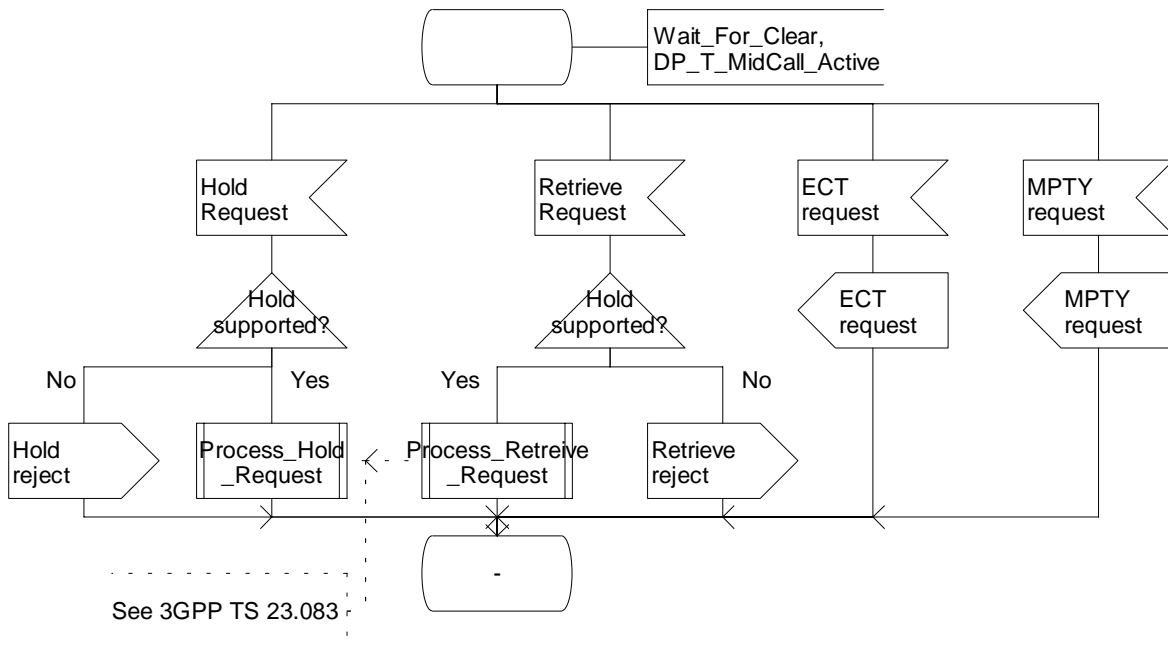 Wait_For_Clear,
DP_T_MidCall_Active
Hold
Request
Retrieve
Request
ECT
request
MPTY
request
Hold
supported?
Hold
supported?
ECT
request
MPTY
request
No
Yes
Yes
No
Hold
reject
Process_Hold
_Request
Process_Retreive
_Request
Retrieve
reject
-
See 3GPP TS 23.083